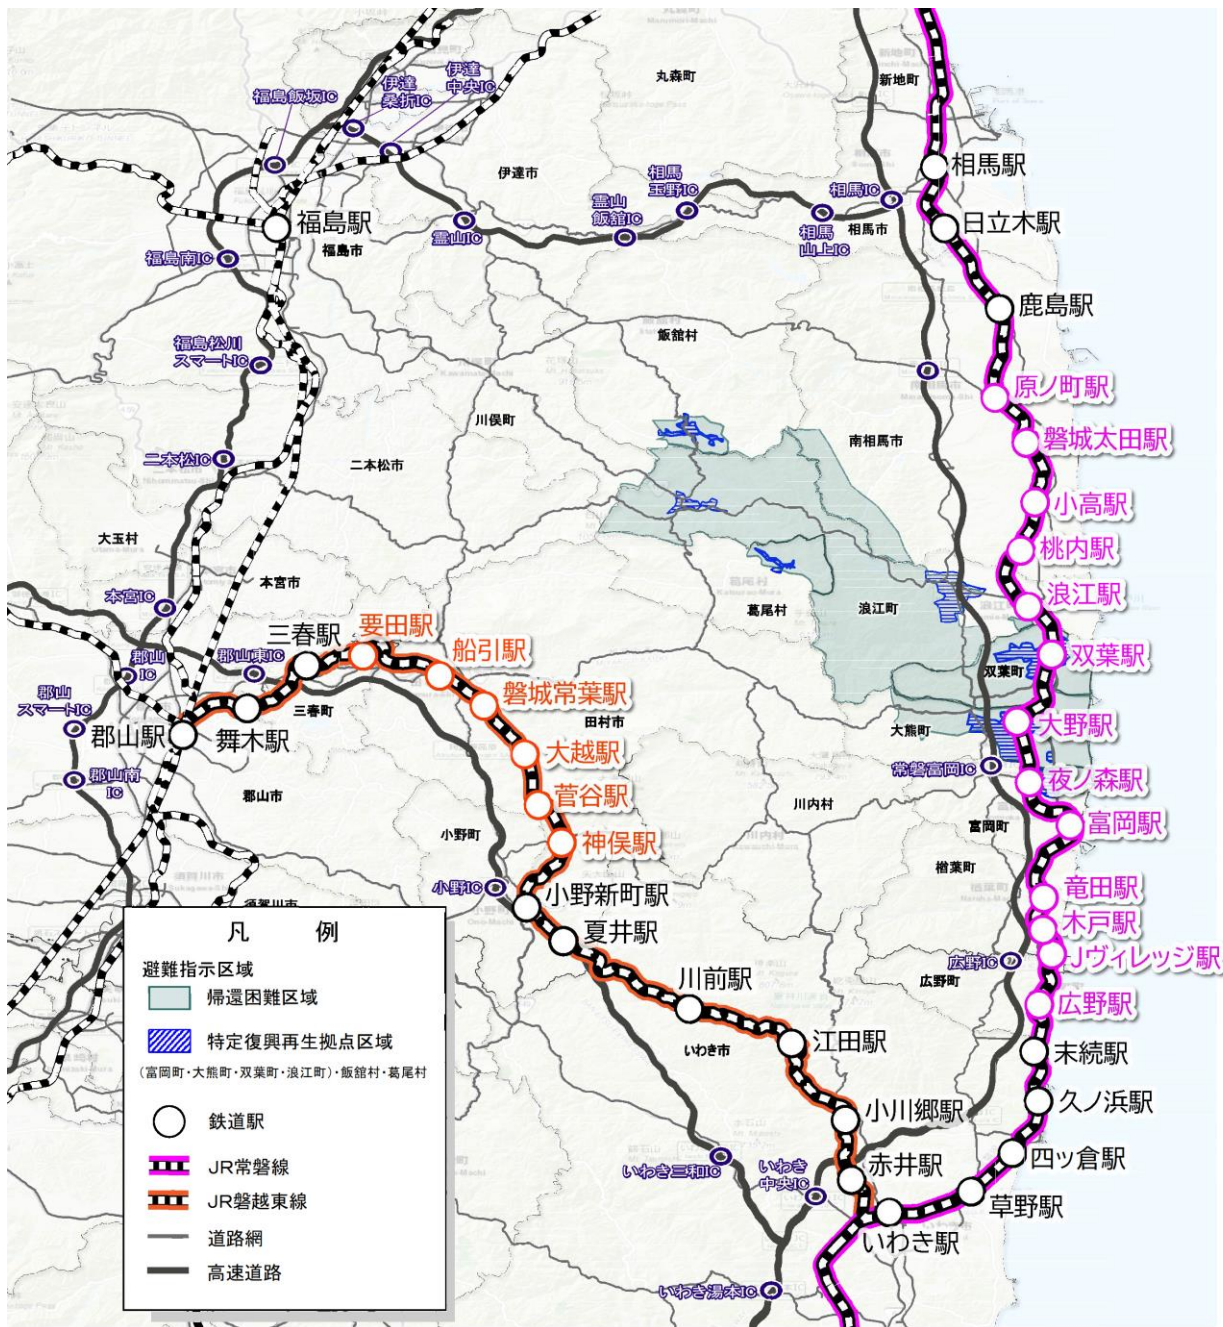 丸森町
新地町
伊達桑折IC
伊達中央IC
福島飯坂IC
伊達市
相馬玉野IC
相馬IC
相馬駅
霊山飯舘IC
福島駅
福島市
霊山IC
相馬山上IC
相馬市
日立木駅
福島南IC
鹿島駅
福島松川スマートIC
飯舘村
原ノ町駅
川俣町
南相馬市
磐城太田駅
二本松IC
二本松市
小高駅
大玉村
桃内駅
本宮市
本宮IC
葛尾村
浪江町
浪江駅
三春駅
要田駅
船引駅
双葉駅
双葉町
郡山IC
郡山東IC
磐城常葉駅
郡山スマートIC
三春町
田村市
大熊町
大野駅
郡山駅
舞木駅
大越駅
常磐富岡IC
郡山南IC
夜ノ森駅
郡山市
菅谷駅
川内村
小野町
富岡町
富岡駅
神俣駅
楢葉町
小野IC
小野新町駅
竜田駅
須賀川市
夏井駅
木戸駅
Jヴィレッジ駅
広野IC
川前駅
広野町
広野駅
いわき市
江田駅
末続駅
久ノ浜駅
小川郷駅
四ッ倉駅
いわき三和IC
いわき中央IC
赤井駅
草野駅
いわき駅
いわき湯本IC
凡 例
避難指示区域
帰還困難区域
特定復興再生拠点区域
(富岡町・大熊町・双葉町・浪江町)・飯舘村・葛尾村
鉄道駅
JR常磐線
JR磐越東線
道路網
高速道路